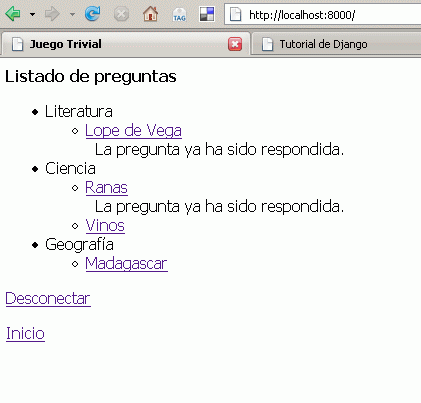 TAG
http://localhost:8000/
Juego Trivial
Tutorial de Django
Listado de preguntas
Literatura
Lope de Vega
La pregunta ya ha sido respondida.
Ciencia
Ranas
La pregunta ya ha sido respondida.
Vinos
Geografía
Madagascar
Desconectar
Inicio